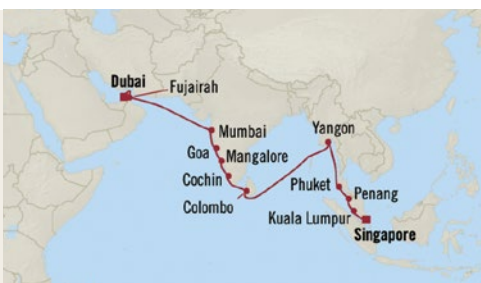 Dubai
Fujairah
Mumbai
Goa
Mangalore
Cochin
Colombo
Yangon
Phuket
Penang
Kuala Lumpur
Singapore